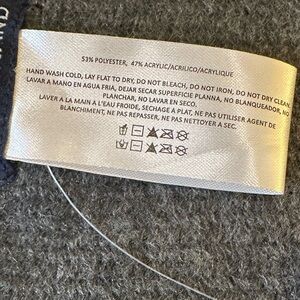 53% POLYESTER, 47% ACRYLIC/ACRILICO/ACRYLIQUE
HAND WASH COLD, LAY FLAT TO DRY, DO NOT BLEACH, DO NOT IRON, DO NOT DRY CLEAN.
LAVAR A MANO EN AGUA FRIA, DEJAR SECAR SUPERFICIE PLANNA, NO BLANQUEADOR, NO
PLANCHAR, NO LAVAR EN SECO,
LAVER A LA MAIN A L'EAU FROIDE, SÉCHAGE À PLAT, NE PAS UTILISER AGENT DE
BLANCHIMENT, NE PAS REPASSER, NE PAS NETTOYER A SEC.